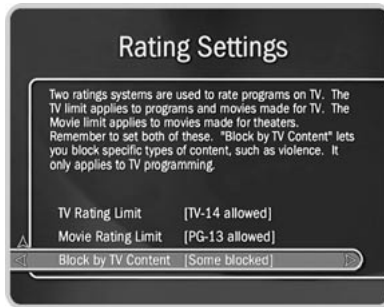 Rating Settings
Two ratings systems are used to rate programs on TV. The
TV limit applies to programs and movies made for TV. The
Movie limit applies to movies made for theaters.
Remember to set both of these. "Block by TV Content" lets
you block specific types of content, such as violence. It
only applies to TV programming.
TV Rating Limit [TV-14 allowed]
Movie Rating Limit [PG-13 allowed]
Block by TV Content [Some blocked]